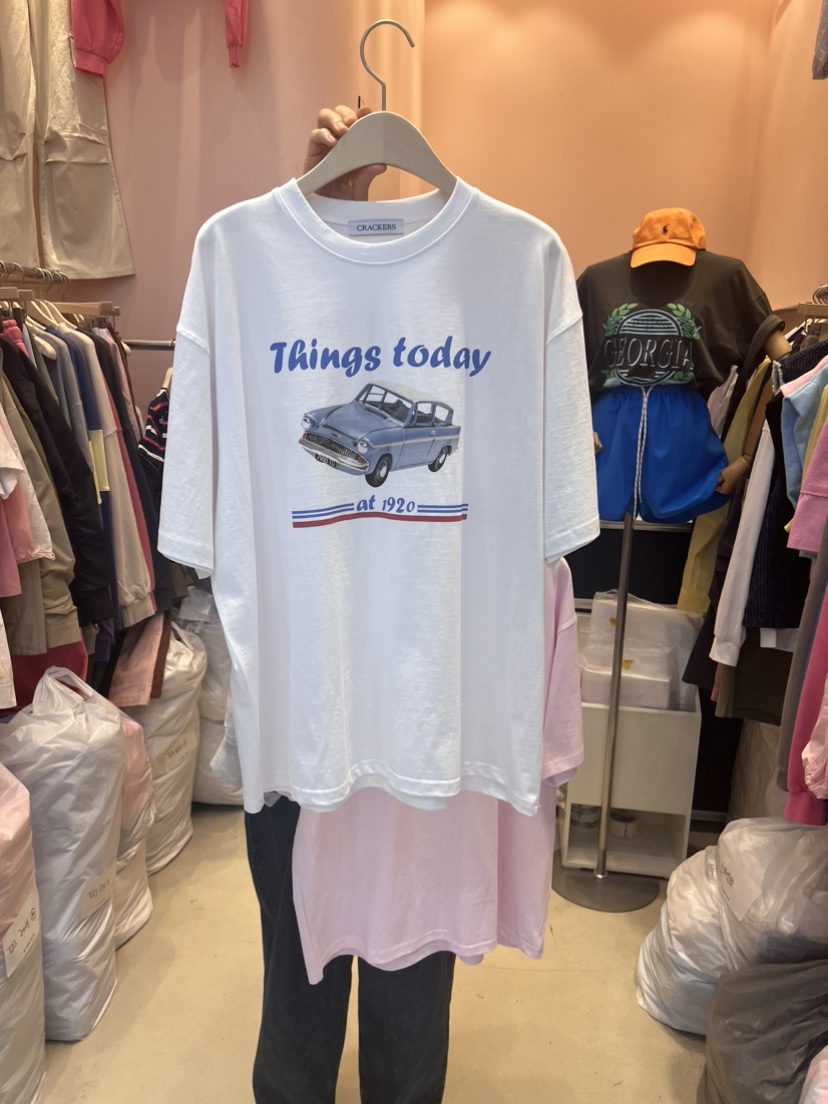 CRACKERS
Things today
at 1920
GEORGIA